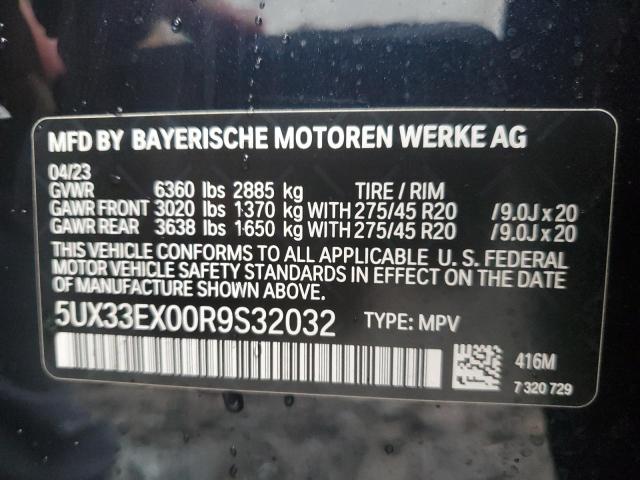 MFD BY BAYERISCHE MOTOREN WERKE AG
04/23
GVWR 6360 lbs 2885 kg TIRE / RIM
GAWR FRONT 3020 lbs 1370 kg WITH 275/45 R20 /9.0J x 20
GAWR REAR 3638 lbs 1650 kg WITH 275/45 R20 /9.0J x 20
THIS VEHICLE CONFORMS TO ALL APPLICABLE U. S. FEDERAL
MOTOR VEHICLE SAFETY STANDARDS IN EFFECT ON THE DATE
OF MANUFACTURE SHOWN ABOVE.
5UX33EX00R9S32032 TYPE: MPV
416M
7 320 729